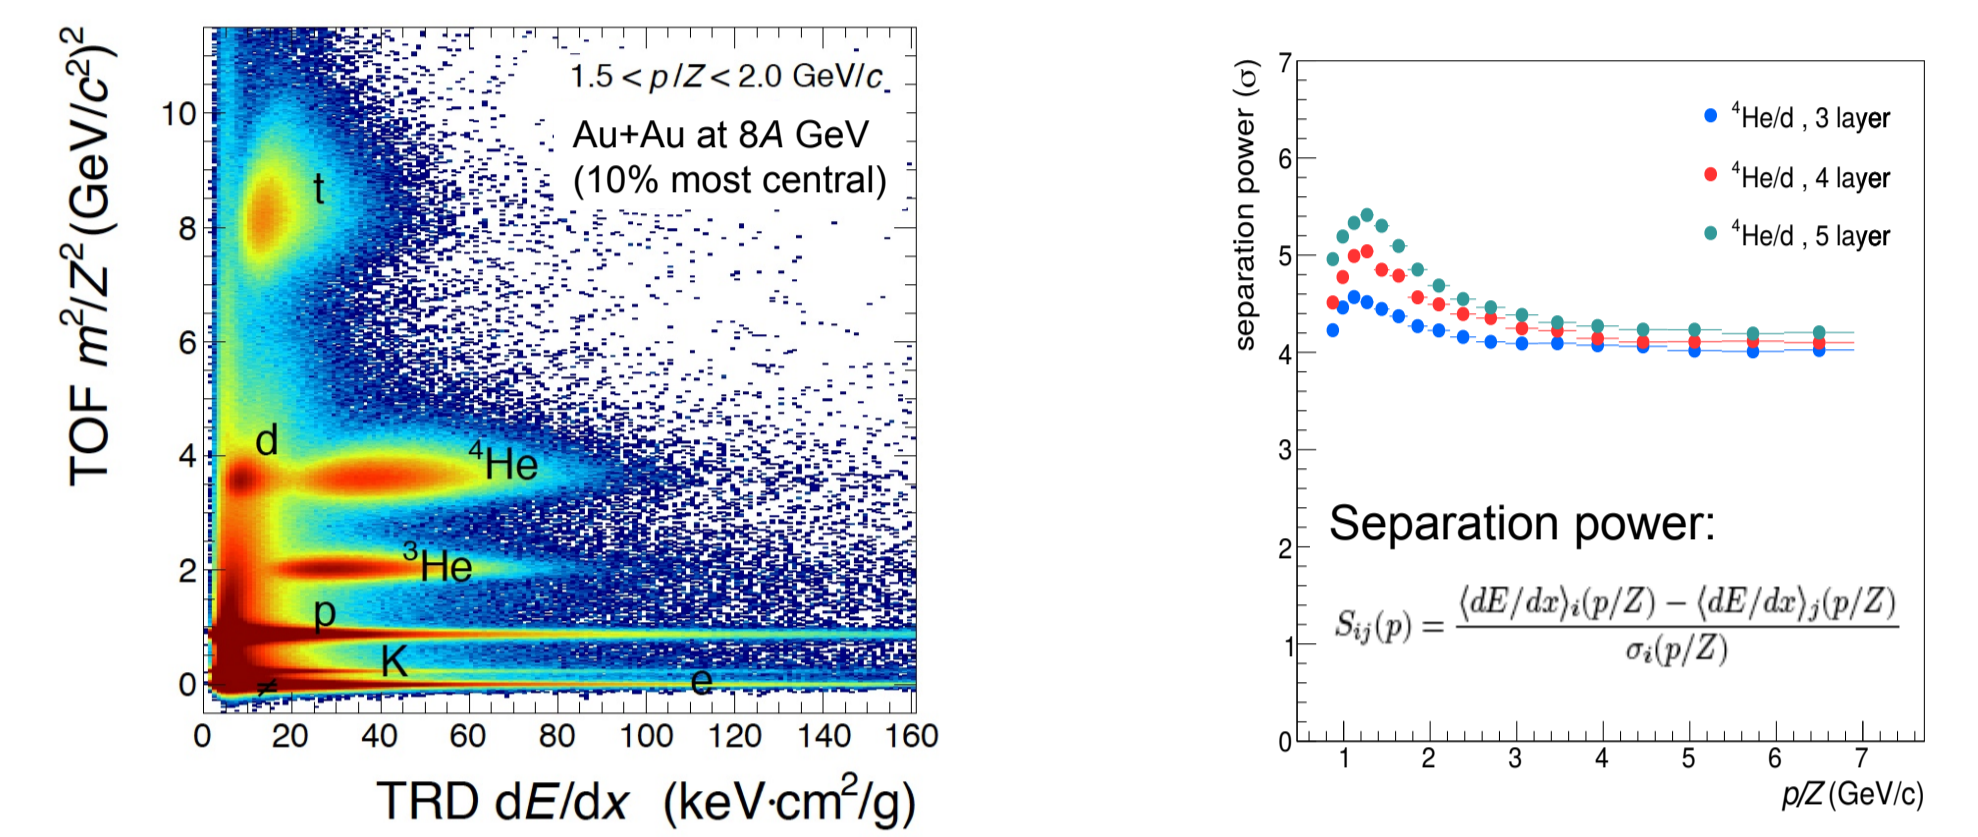 TOF m²/Z² (GeV/c²)²
10
8
6
4
2
0
1.5 < p/Z < 2.0 GeV/c
Au+Au at 8A GeV
(10% most central)
t
d
⁴He
³He
p
K
≠
e
0 20 40 60 80 100 120 140 160
TRD dE/dx (keV·cm²/g)
separation power (σ)
7
6
5
4
3
2
1
0
⁴He/d , 3 layer
⁴He/d , 4 layer
⁴He/d , 5 layer
Separation power:
S_ij(p) = (⟨dE/dx⟩_i(p/Z) − ⟨dE/dx⟩_j(p/Z)) / σ_i(p/Z)
1 2 3 4 5 6 7
p/Z (GeV/c)